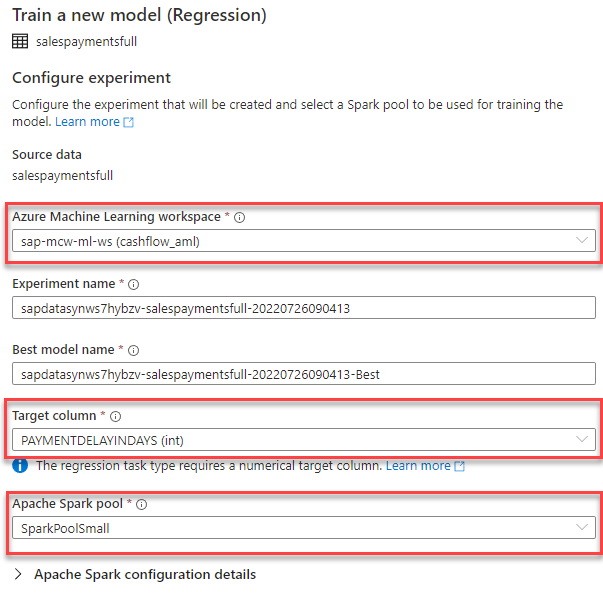 Train a new model (Regression)
salespaymentsfull
Configure experiment
Configure the experiment that will be created and select a Spark pool to be used for training the
model. Learn more
Source data
salespaymentsfull
Azure Machine Learning workspace *
sap-mcw-ml-ws (cashflow_aml)
Experiment name *
sapdatasynws7hybzv-salespaymentsfull-20220726090413
Best model name *
sapdatasynws7hybzv-salespaymentsfull-20220726090413-Best
Target column *
PAYMENTDELAYINDAYS (int)
The regression task type requires a numerical target column. Learn more
Apache Spark pool *
SparkPoolSmall
Apache Spark configuration details